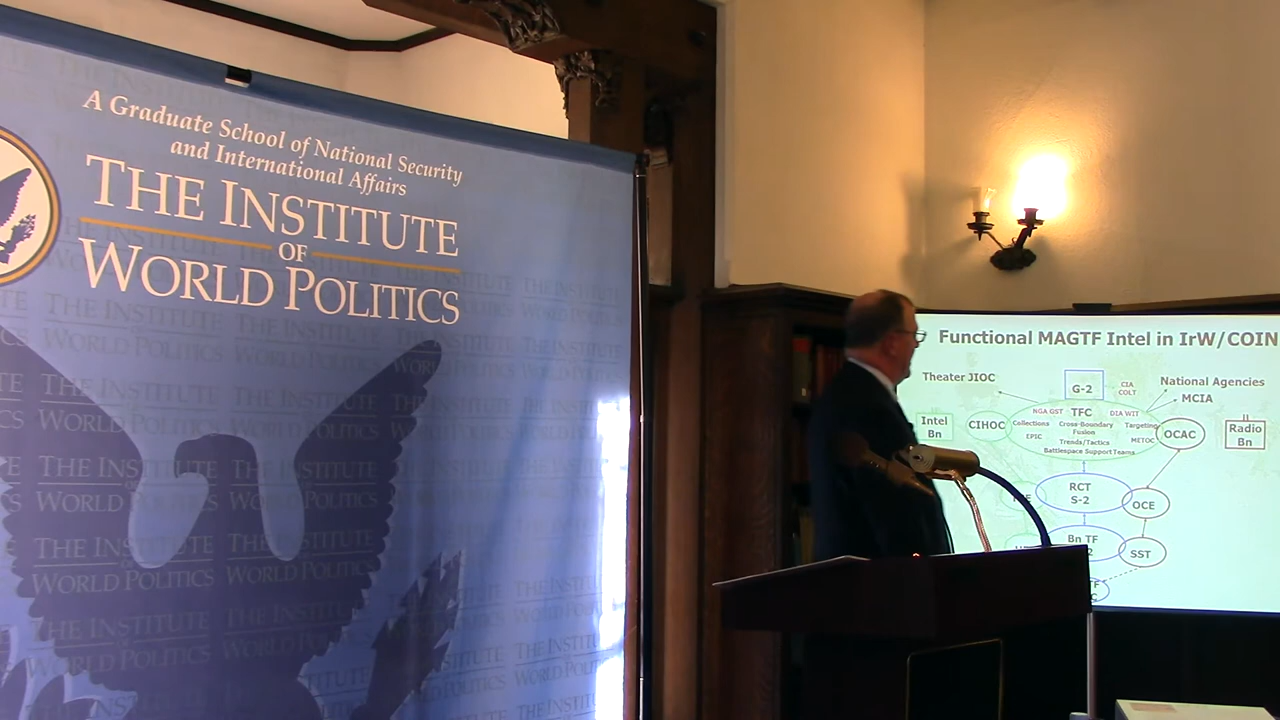 A Graduate School of National Security
and International Affairs
THE INSTITUTE
OF
WORLD POLITICS
Functional MAGTF Intel in IrW/COIN
Theater JIOC
G-2
CIA
COLT
National Agencies
MCIA
Intel
Bn
CIHOC
NGA GST
TFC
DIA WIT
Collections
Cross-Boundary
Fusion
Targeting
EPIC
Trends/Tactics
METOC
Battlespace Support Teams
OCAC
Radio
Bn
RCT
S-2
OCE
Bn TF
SST